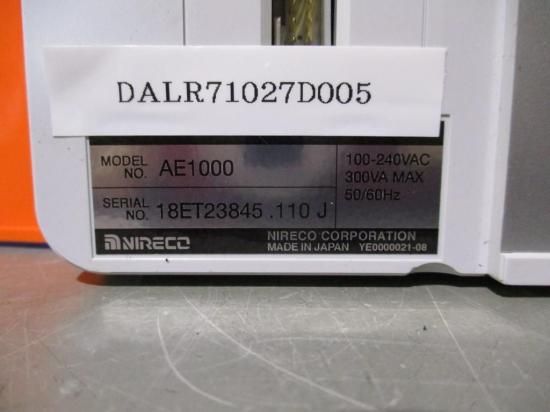 DALR71027D005
MODEL NO. AE1000
SERIAL NO. 18ET23845 .110 J
100-240VAC
300VA MAX
50/60Hz
NIRECO
NIRECO CORPORATION
MADE IN JAPAN YE0000021-08